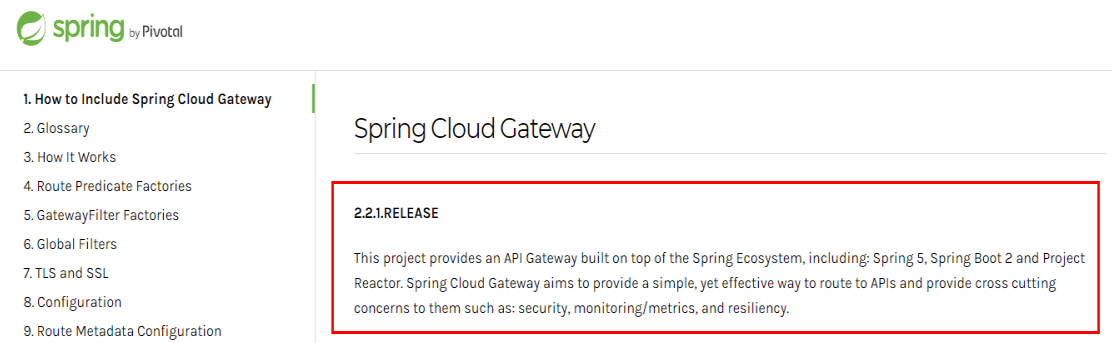 spring by Pivotal
1. How to Include Spring Cloud Gateway
2. Glossary
3. How It Works
4. Route Predicate Factories
5. GatewayFilter Factories
6. Global Filters
7. TLS and SSL
8. Configuration
9. Route Metadata Configuration
Spring Cloud Gateway
2.2.1.RELEASE
This project provides an API Gateway built on top of the Spring Ecosystem, including: Spring 5, Spring Boot 2 and Project
Reactor. Spring Cloud Gateway aims to provide a simple, yet effective way to route to APIs and provide cross cutting
concerns to them such as: security, monitoring/metrics, and resiliency.